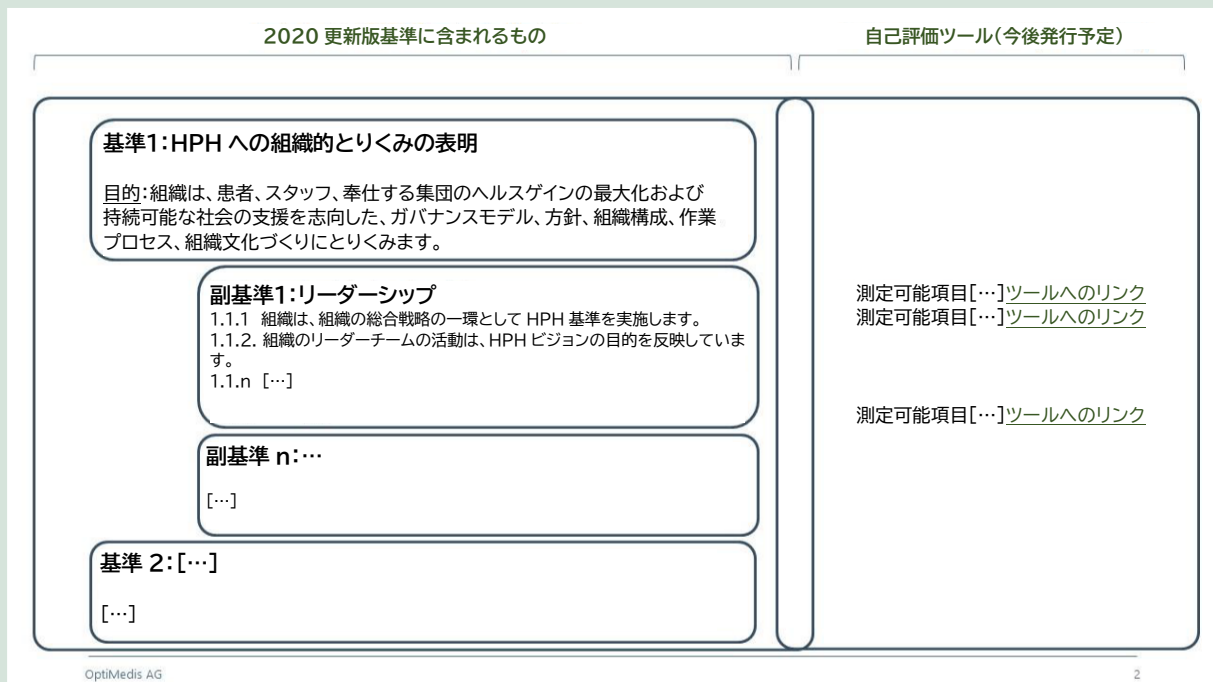 2020 更新版基準に含まれるもの
自己評価ツール(今後発行予定)
基準1:HPH への組織的とりくみの表明
目的:組織は、患者、スタッフ、奉仕する集団のヘルスゲインの最大化および
持続可能な社会の支援を志向した、ガバナンスモデル、方針、組織構成、作業
プロセス、組織文化づくりにとりくみます。
副基準1:リーダーシップ
1.1.1 組織は、組織の総合戦略の一環として HPH 基準を実施します。
1.1.2. 組織のリーダーチームの活動は、HPH ビジョンの目的を反映していま
す。
1.1.n […]
測定可能項目[…]ツールへのリンク
測定可能項目[…]ツールへのリンク
測定可能項目[…]ツールへのリンク
副基準 n:…
[…]
基準 2:[…]
[…]
OptiMedis AG
2